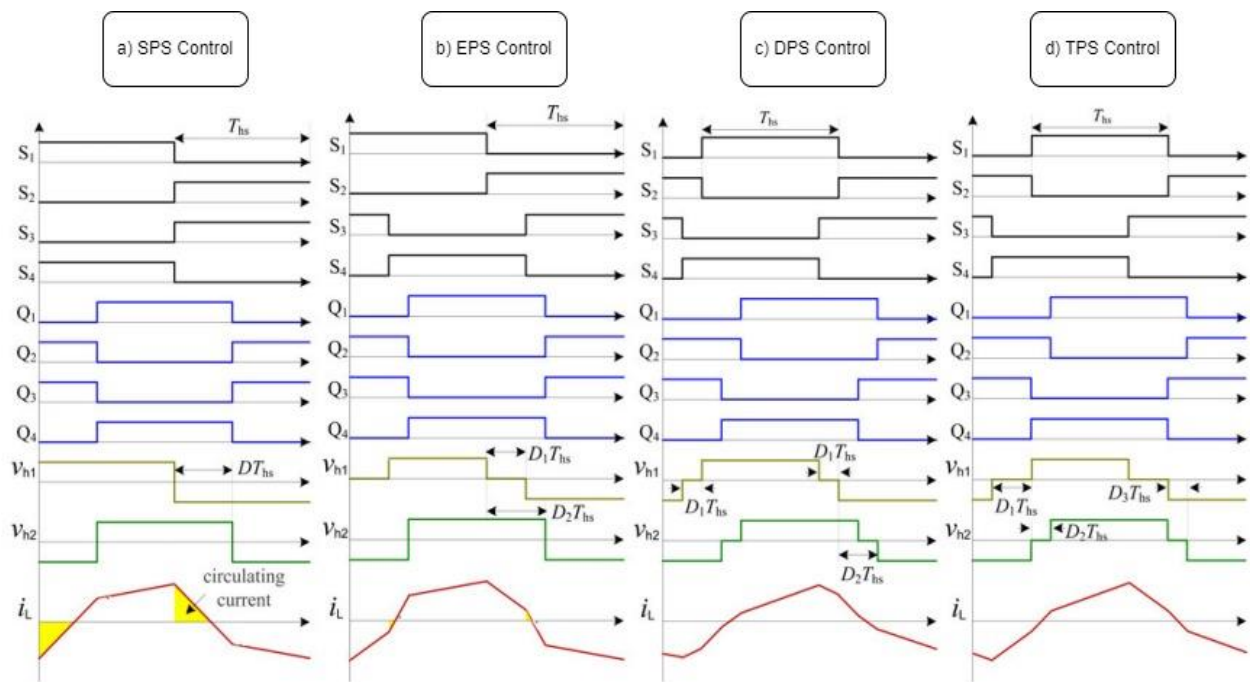 a) SPS Control
b) EPS Control
c) DPS Control
d) TPS Control
Ths
S1
S2
S3
S4
Q1
Q2
Q3
Q4
vh1
DThs
vh2
circulating
current
iL
Ths
S1
S2
S3
S4
Q1
Q2
Q3
Q4
vh1
D1Ths
D2Ths
vh2
iL
Ths
S1
S2
S3
S4
Q1
Q2
Q3
Q4
D1Ths
vh1
D1Ths
vh2
D2Ths
iL
Ths
S1
S2
S3
S4
Q1
Q2
Q3
Q4
vh1
D1Ths
D3Ths
vh2
D2Ths
iL